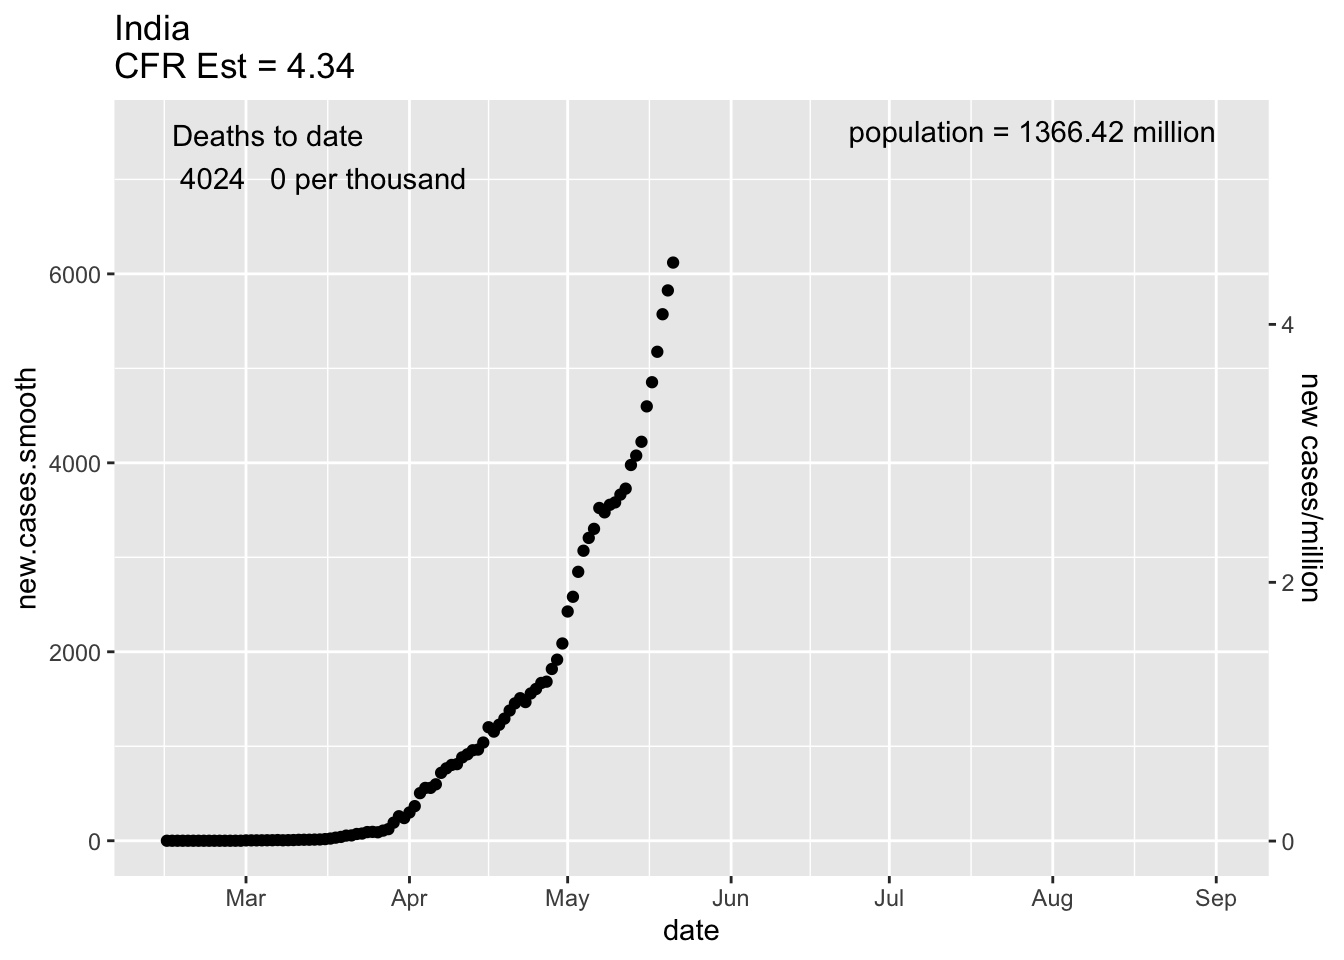 India
CFR Est = 4.34
Deaths to date
4024 0 per thousand
population = 1366.42 million
new.cases.smooth
6000
4000
2000
0
new cases/million
4
2
0
Mar Apr May Jun Jul Aug Sep
date